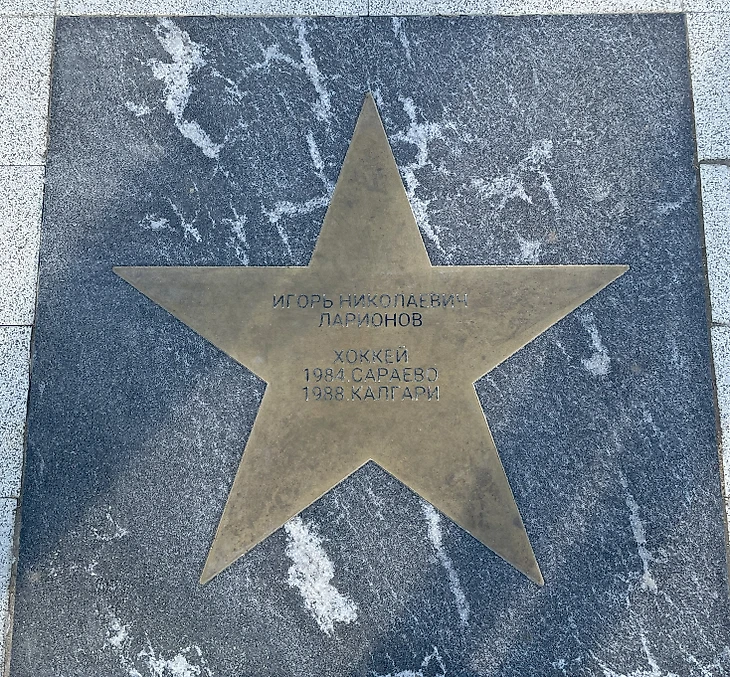 ИГОРЬ НИКОЛАЕВИЧ
ЛАРИОНОВ
ХОККЕЙ
1984.САРАЕВО
1988.КАЛГАРИ